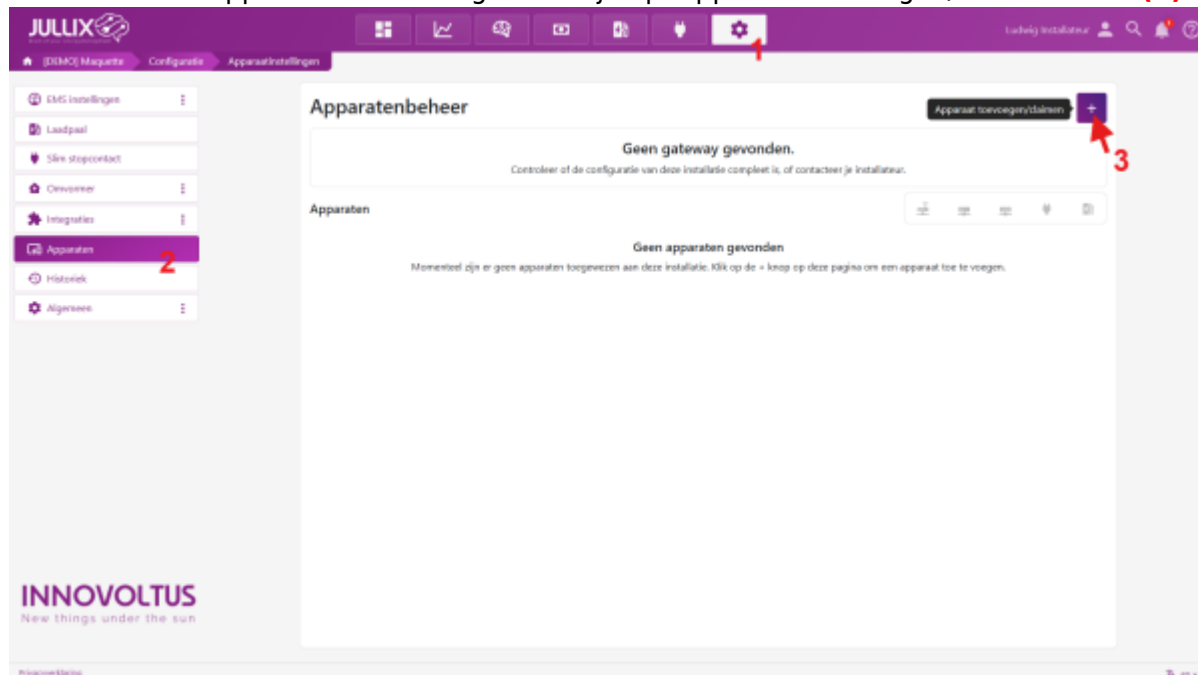 JULLIX
1
Ludwig Installateur
[DEMO] Maquette Configuratie Apparaatinstellingen
EMS instellingen
Laadpaal
Slim stopcontact
Omvormer
Integraties
Apparaten
2
Historiek
Algemeen
Apparatenbeheer
Apparaat toevoegen/claimen
+
3
Geen gateway gevonden.
Controleer of de configuratie van deze installatie compleet is, of contacteer je installateur.
Apparaten
Geen apparaten gevonden
Momenteel zijn er geen apparaten toegewezen aan deze installatie. Klik op de + knop op deze pagina om een apparaat toe te voegen.
INNOVOLTUS
New things under the sun
Privacyverklaring